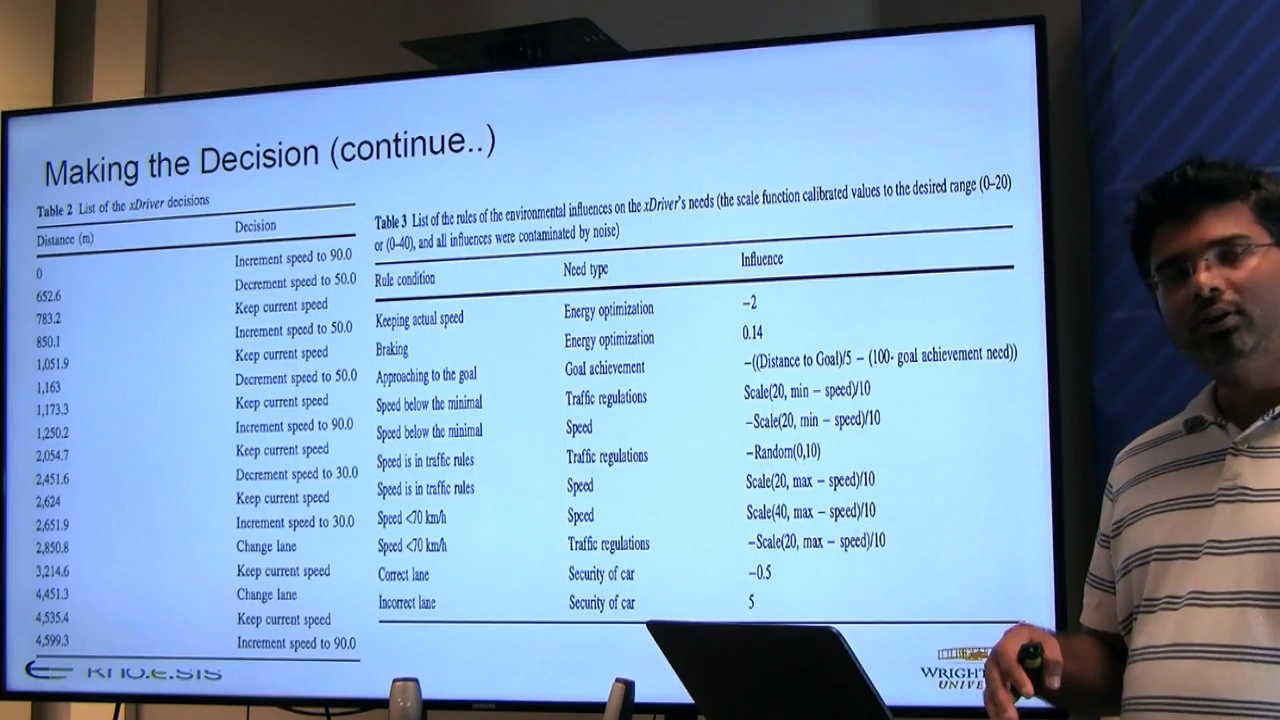 Making the Decision (continue..)
Table 2 List of the xDriver decisions
Distance (m) Decision
0 Increment speed to 90.0
652.6 Decrement speed to 50.0
783.2 Keep current speed
850.1 Increment speed to 50.0
1,051.9 Keep current speed
1,163 Decrement speed to 50.0
1,173.3 Keep current speed
1,250.2 Increment speed to 90.0
2,054.7 Keep current speed
2,451.6 Decrement speed to 30.0
2,624 Keep current speed
2,651.9 Increment speed to 30.0
2,850.8 Change lane
3,214.6 Keep current speed
4,451.3 Change lane
4,535.4 Keep current speed
4,599.3 Increment speed to 90.0
Table 3 List of the rules of the environmental influences on the xDriver's needs (the scale function calibrated values to the desired range (0–20)
or (0–40), and all influences were contaminated by noise)
Rule condition Need type Influence
Keeping actual speed Energy optimization −2
Braking Energy optimization 0.14
Approaching to the goal Goal achievement −((Distance to Goal)/5 − (100- goal achievement need))
Speed below the minimal Traffic regulations Scale(20, min − speed)/10
Speed below the minimal Speed −Scale(20, min − speed)/10
Speed is in traffic rules Traffic regulations −Random(0,10)
Speed is in traffic rules Speed Scale(20, max − speed)/10
Speed <70 km/h Speed Scale(40, max − speed)/10
Speed <70 km/h Traffic regulations −Scale(20, max − speed)/10
Correct lane Security of car −0.5
Incorrect lane Security of car 5
kno.e.sis
WRIGHT
UNIVE
SAMSUNG